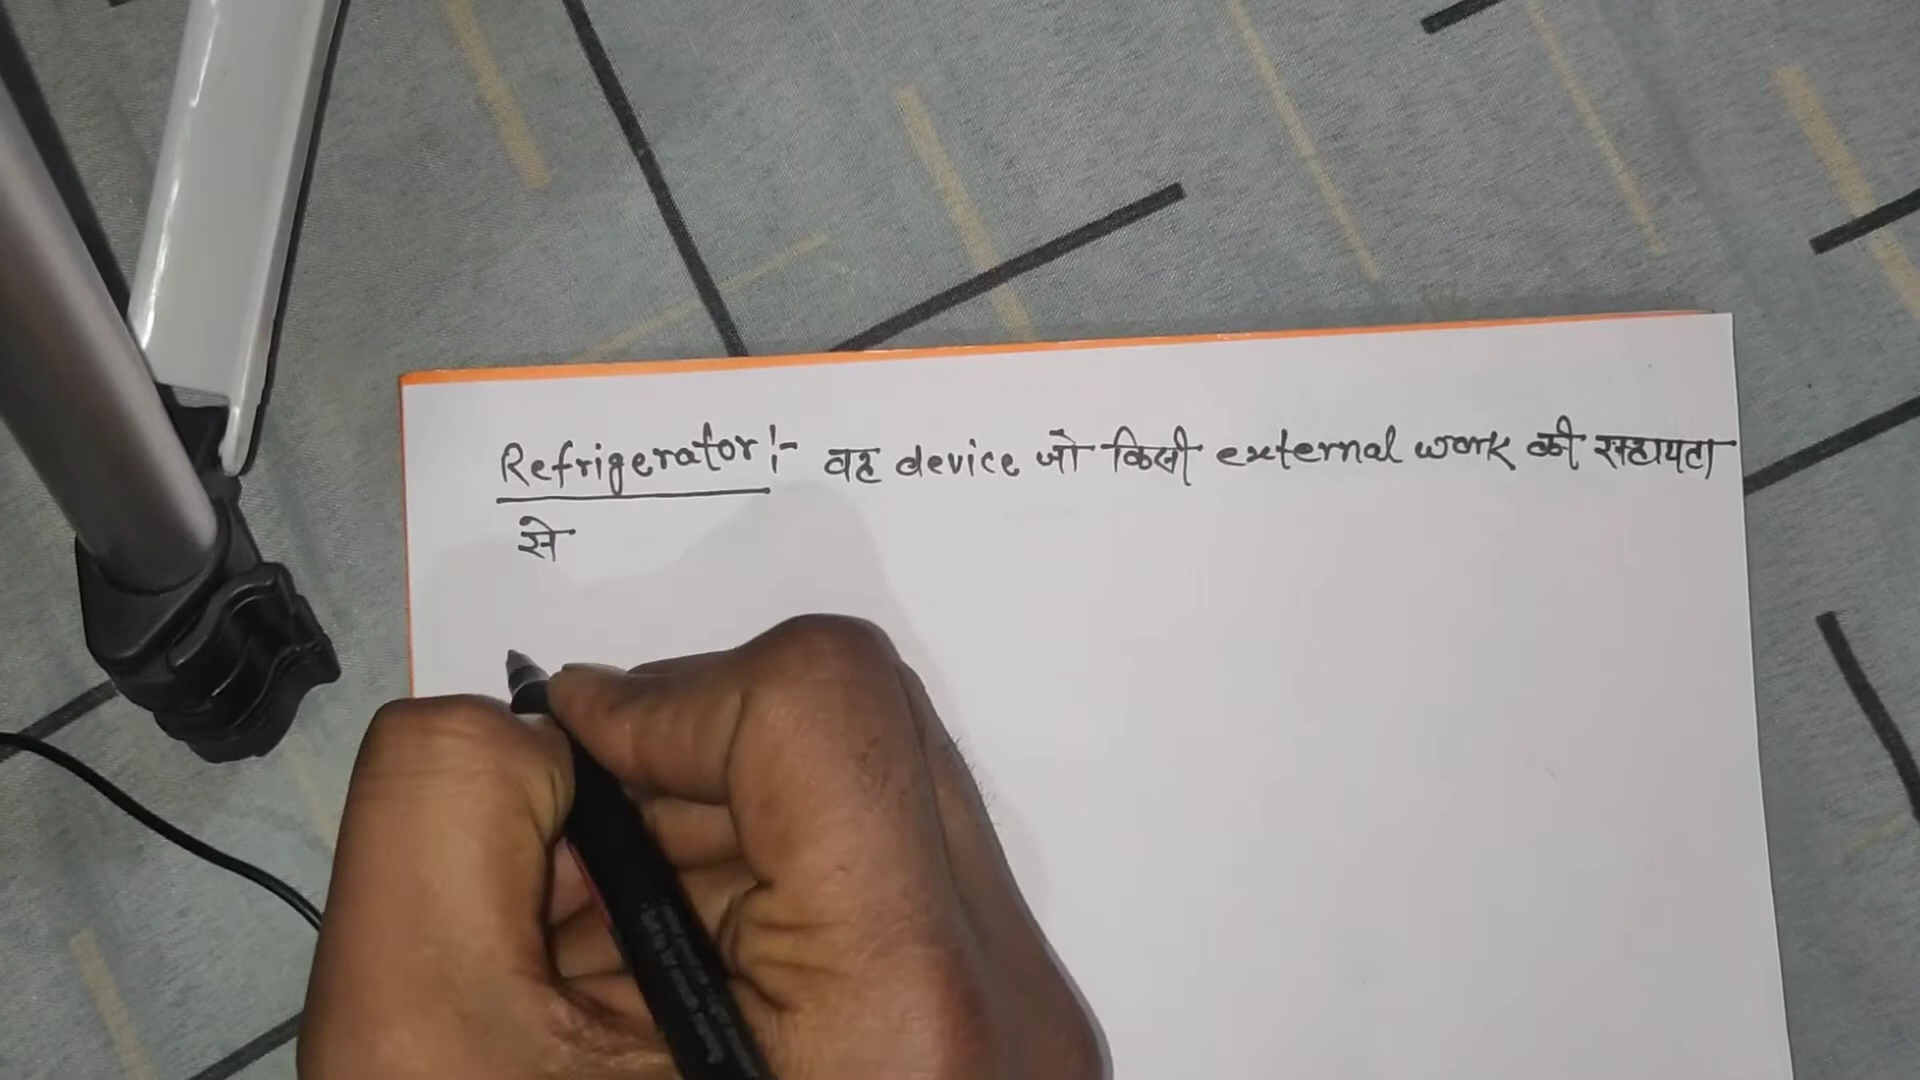 Refrigerator:- वह device जो किसी external work की सहायता
से